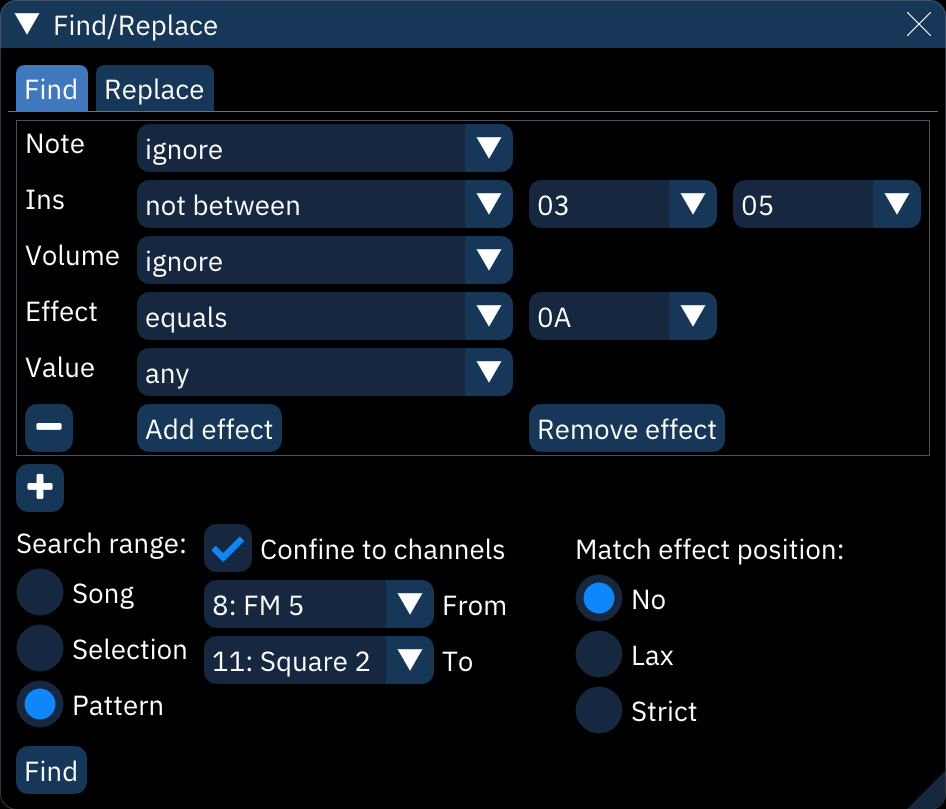 Find/Replace
Find Replace
Note ignore
Ins not between 03 05
Volume ignore
Effect equals 0A
Value any
Add effect Remove effect
Search range: Confine to channels Match effect position:
Song 8: FM 5 From No
Selection 11: Square 2 To Lax
Pattern Strict
Find